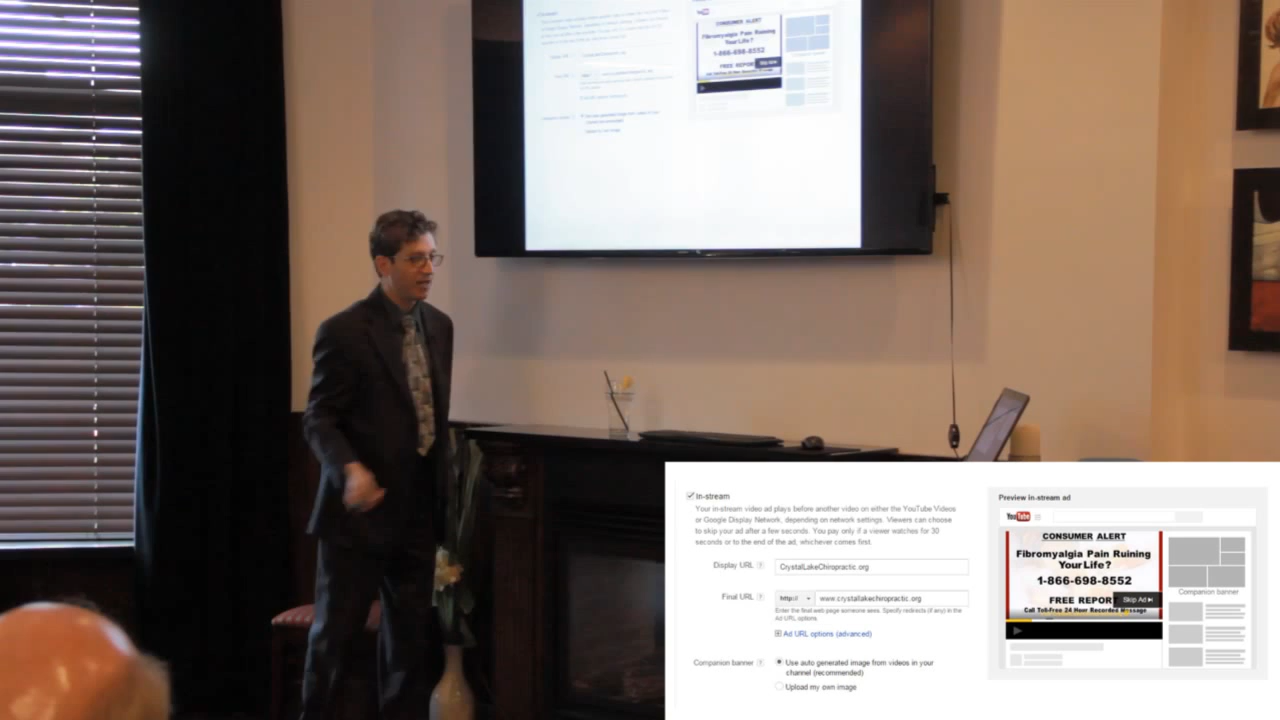 CONSUMER ALERT
Fibromyalgia Pain Ruining
Your Life?
1-866-698-8552
FREE REPOR
Skip Ad
In-stream
Your in-stream video ad plays before another video on either the YouTube Videos
or Google Display Network, depending on network settings. Viewers can choose
to skip your ad after a few seconds. You pay only if a viewer watches for 30
seconds or to the end of the ad, whichever comes first.
Display URL ?
CrystalLakeChiropractic.org
Final URL ?
http://
www.crystallakechiropractic.org
Enter the final web page someone sees. Specify redirects (if any) in the
Ad URL options
Ad URL options (advanced)
Companion banner ?
Use auto generated image from videos in your
channel (recommended)
Upload my own image
Preview in-stream ad
YouTube
CONSUMER ALERT
Fibromyalgia Pain Ruining
Your Life?
1-866-698-8552
FREE REPORT
Skip Ad
Call Toll-Free 24 Hour Recorded Message
Companion banner